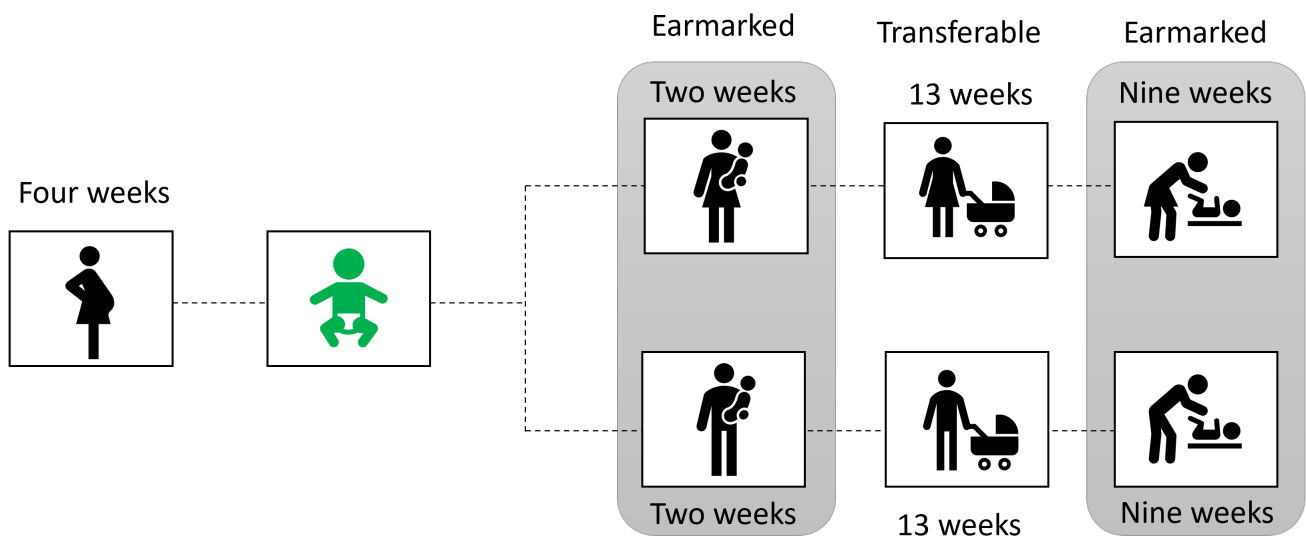 Earmarked
Transferable
Earmarked
Two weeks
13 weeks
Nine weeks
Four weeks
Two weeks
13 weeks
Nine weeks